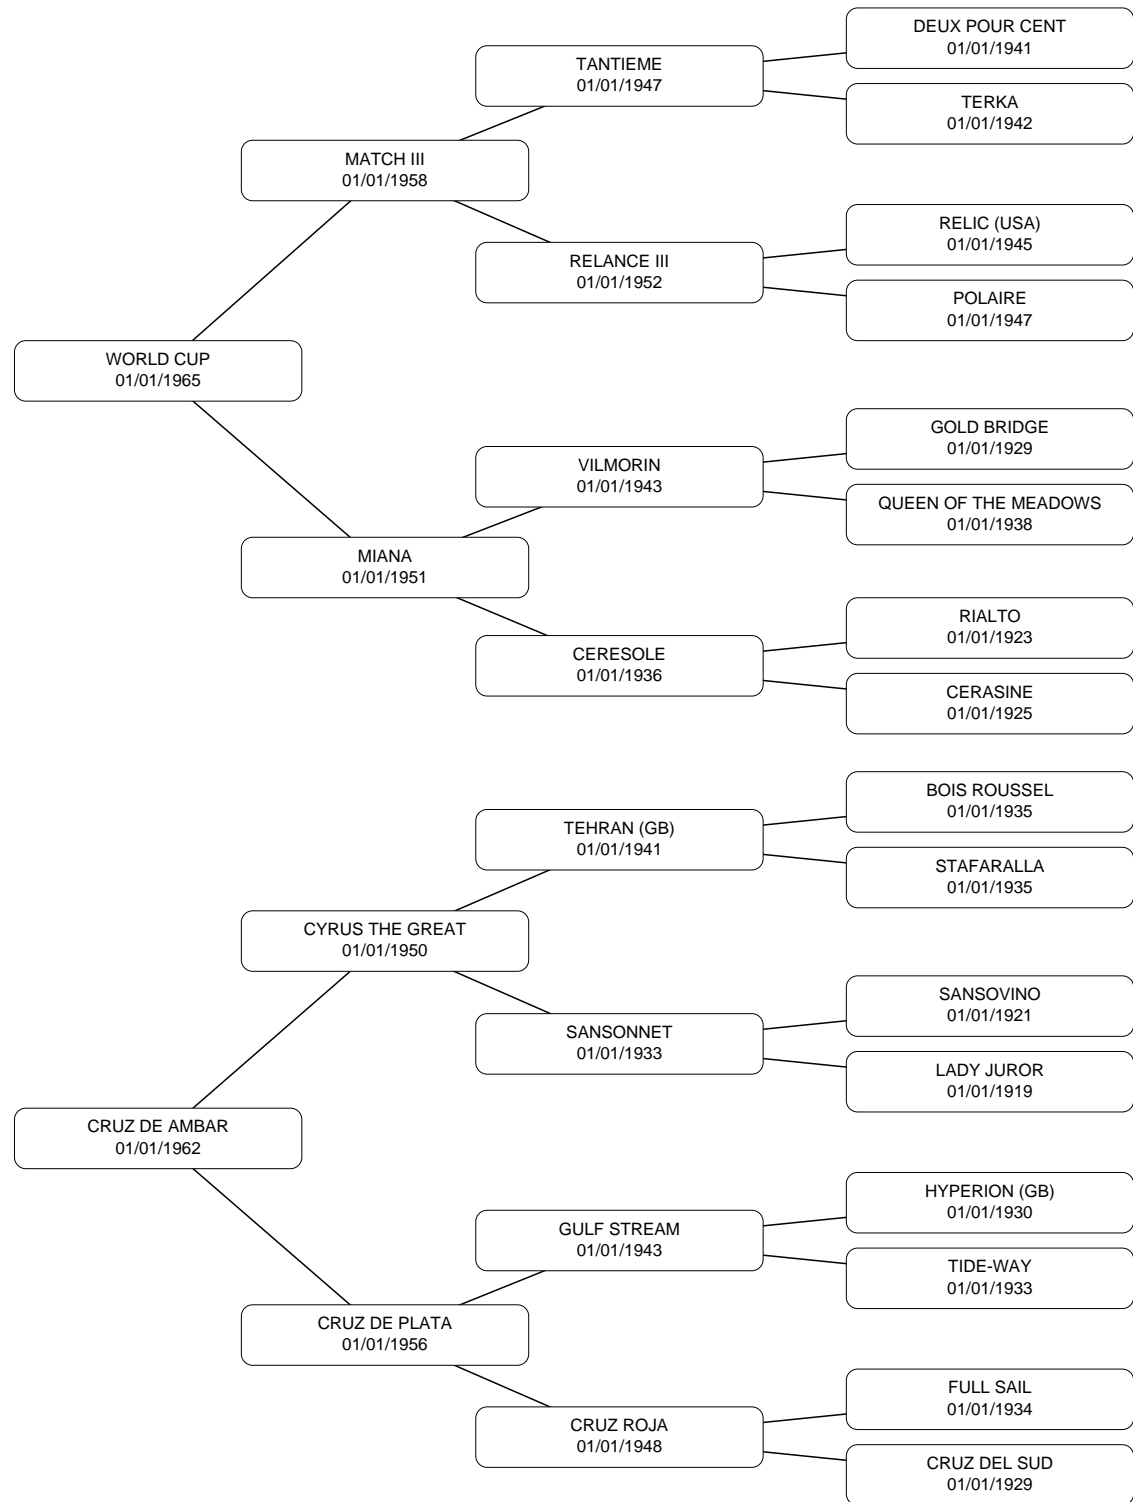 DEUX POUR CENT
01/01/1941
TANTIEME
01/01/1947
TERKA
01/01/1942
MATCH III
01/01/1958
RELIC (USA)
01/01/1945
RELANCE III
01/01/1952
POLAIRE
01/01/1947
WORLD CUP
01/01/1965
GOLD BRIDGE
01/01/1929
VILMORIN
01/01/1943
QUEEN OF THE MEADOWS
01/01/1938
MIANA
01/01/1951
RIALTO
01/01/1923
CERESOLE
01/01/1936
CERASINE
01/01/1925
BOIS ROUSSEL
01/01/1935
TEHRAN (GB)
01/01/1941
STAFARALLA
01/01/1935
CYRUS THE GREAT
01/01/1950
SANSOVINO
01/01/1921
SANSONNET
01/01/1933
LADY JUROR
01/01/1919
CRUZ DE AMBAR
01/01/1962
HYPERION (GB)
01/01/1930
GULF STREAM
01/01/1943
TIDE-WAY
01/01/1933
CRUZ DE PLATA
01/01/1956
FULL SAIL
01/01/1934
CRUZ ROJA
01/01/1948
CRUZ DEL SUD
01/01/1929